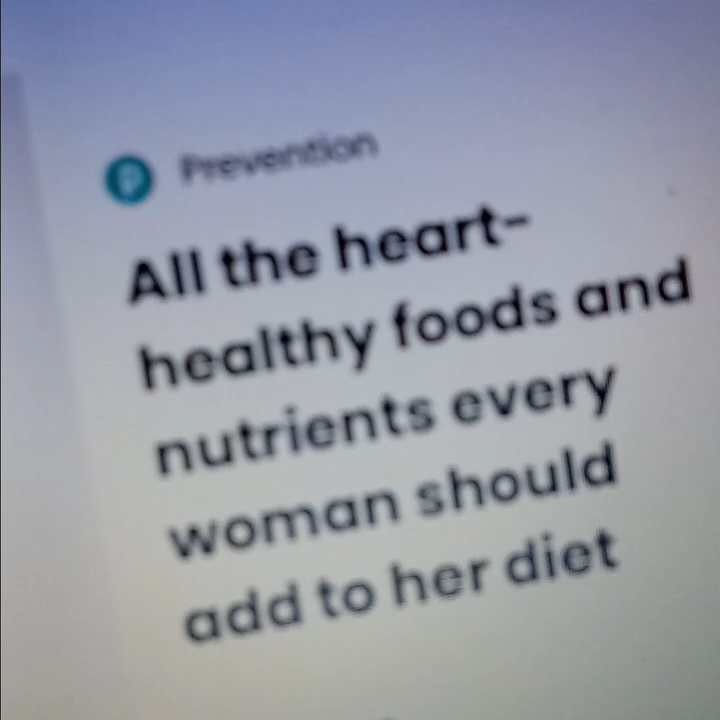 Prevention
All the heart-
healthy foods and
nutrients every
woman should
add to her diet